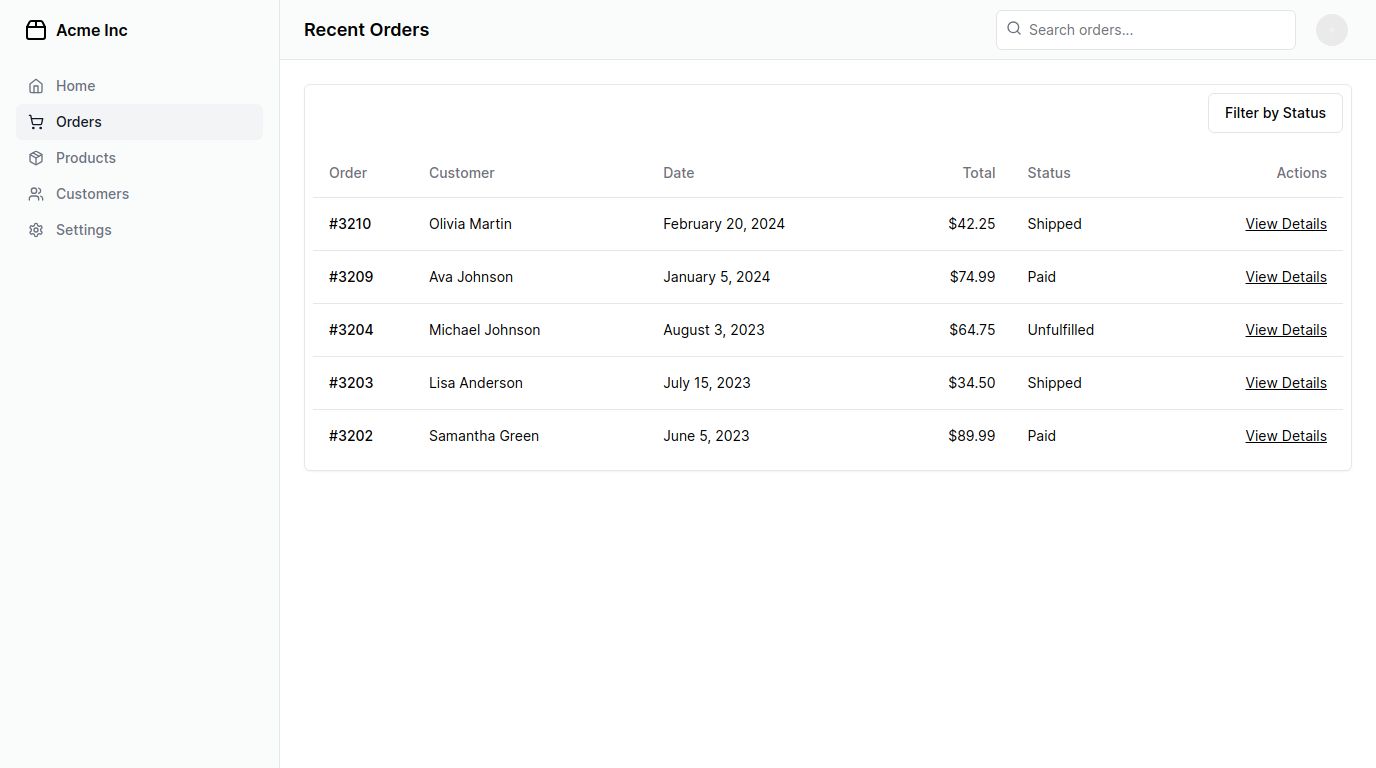 Acme Inc
Recent Orders
Search orders...
Home
Orders
Products
Customers
Settings
Filter by Status
Order Customer Date Total Status Actions
#3210 Olivia Martin February 20, 2024 $42.25 Shipped View Details
#3209 Ava Johnson January 5, 2024 $74.99 Paid View Details
#3204 Michael Johnson August 3, 2023 $64.75 Unfulfilled View Details
#3203 Lisa Anderson July 15, 2023 $34.50 Shipped View Details
#3202 Samantha Green June 5, 2023 $89.99 Paid View Details